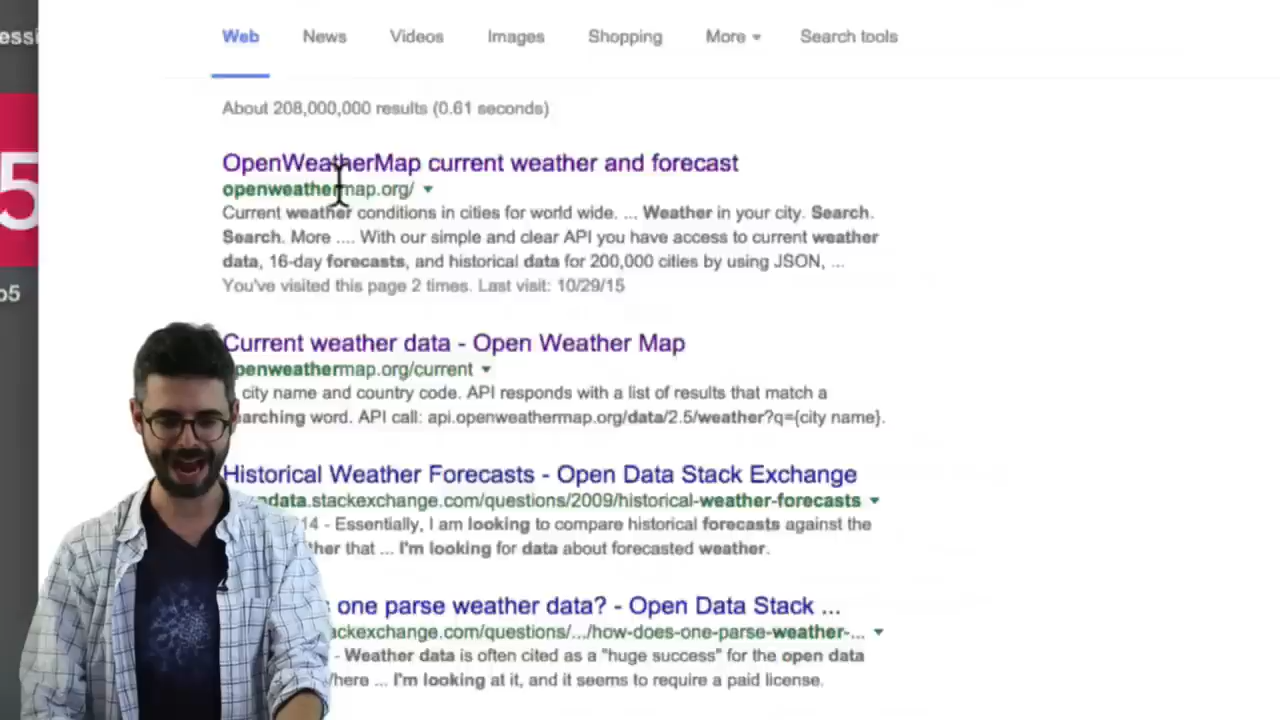 essi
Web News Videos Images Shopping More Search tools
About 208,000,000 results (0.61 seconds)
OpenWeatherMap current weather and forecast
openweathermap.org/
Current weather conditions in cities for world wide. ... Weather in your city. Search.
Search. More .... With our simple and clear API you have access to current weather
data, 16-day forecasts, and historical data for 200,000 cities by using JSON, ...
You've visited this page 2 times. Last visit: 10/29/15
5
p5
Current weather data - Open Weather Map
openweathermap.org/current
city name and country code. API responds with a list of results that match a
earching word. API call: api.openweathermap.org/data/2.5/weather?q={city name}.
Historical Weather Forecasts - Open Data Stack Exchange
ndata.stackexchange.com/questions/2009/historical-weather-forecasts
14 - Essentially, I am looking to compare historical forecasts against the
ther that ... I'm looking for data about forecasted weather.
one parse weather data? - Open Data Stack ...
ackexchange.com/questions/.../how-does-one-parse-weather-...
- Weather data is often cited as a "huge success" for the open data
here ... I'm looking at it, and it seems to require a paid license.